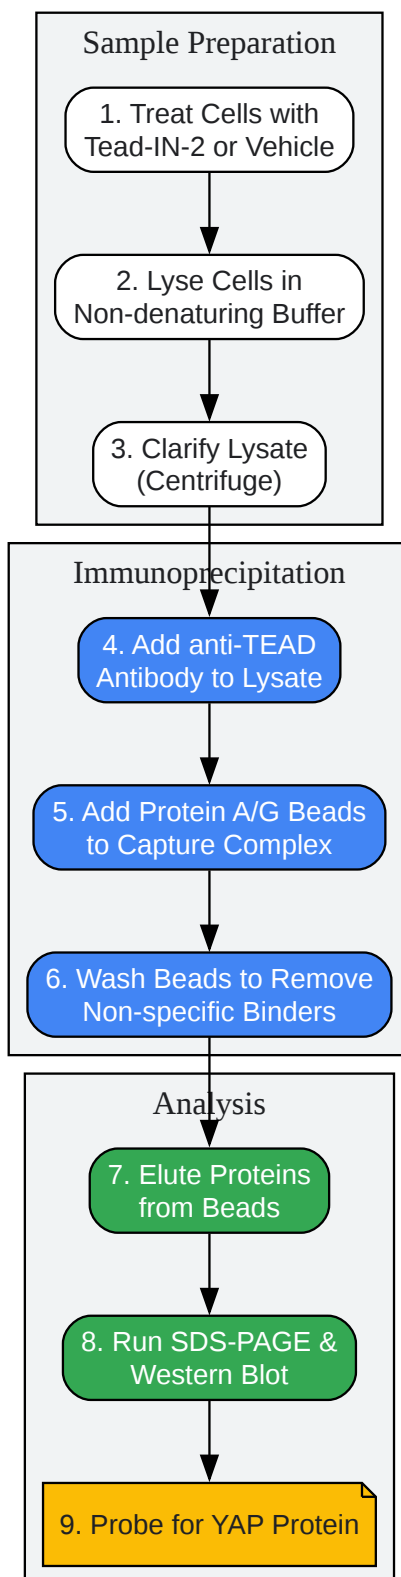 Sample Preparation
1. Treat Cells with
Tead-IN-2 or Vehicle
2. Lyse Cells in
Non-denaturing Buffer
3. Clarify Lysate
(Centrifuge)
Immunoprecipitation
4. Add anti-TEAD
Antibody to Lysate
5. Add Protein A/G Beads
to Capture Complex
6. Wash Beads to Remove
Non-specific Binders
Analysis
7. Elute Proteins
from Beads
8. Run SDS-PAGE &
Western Blot
9. Probe for YAP Protein